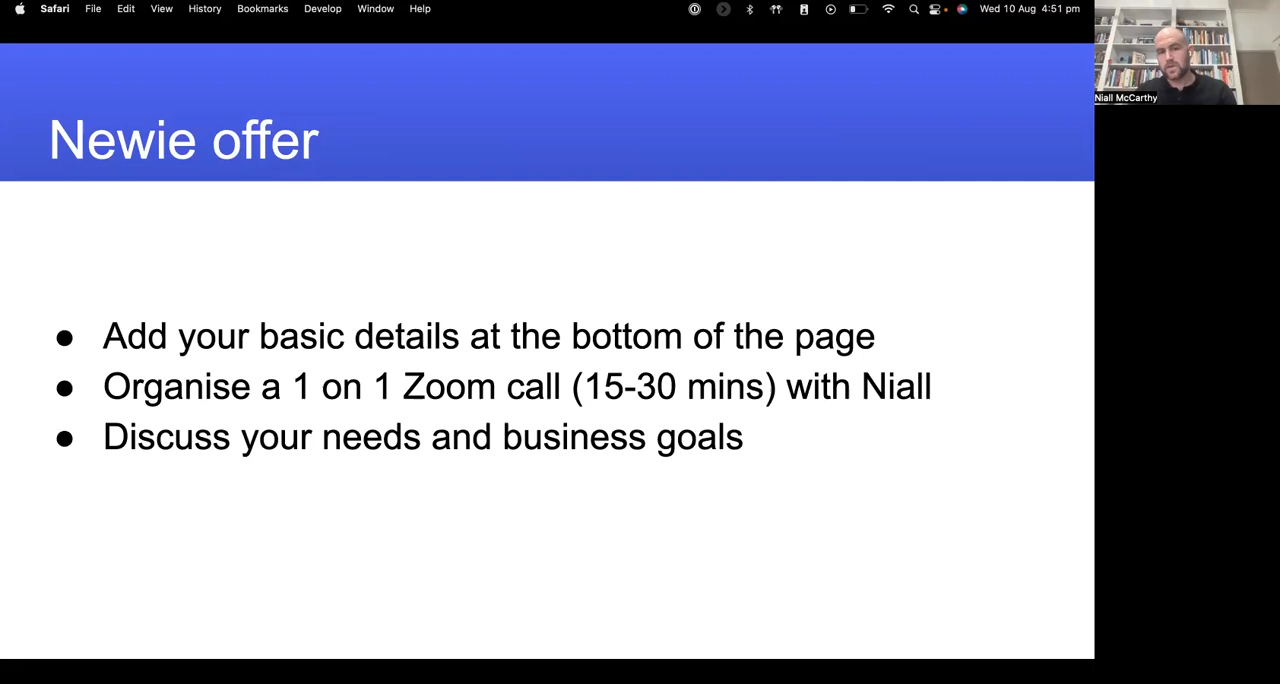 Safari File Edit View History Bookmarks Develop Window Help Wed 10 Aug 4:51 pm
Niall McCarthy
Newie offer
● Add your basic details at the bottom of the page
● Organise a 1 on 1 Zoom call (15-30 mins) with Niall
● Discuss your needs and business goals